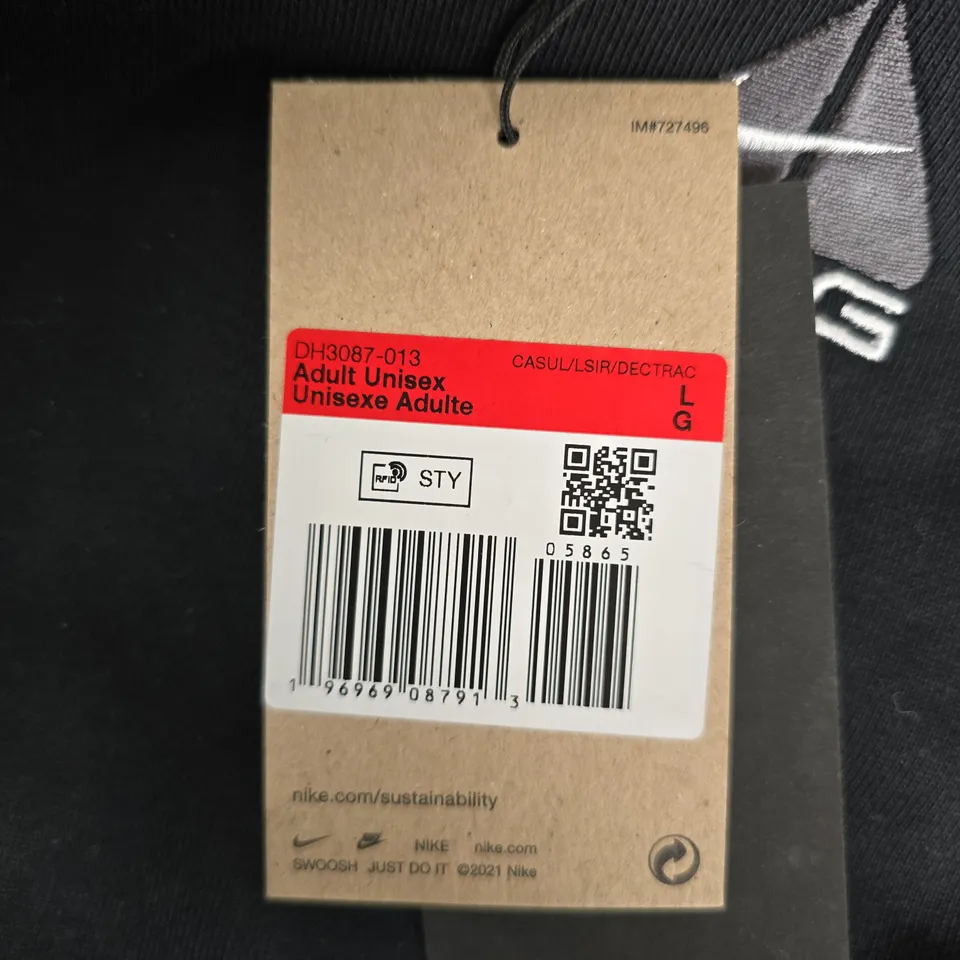 IM#727496
G
DH3087-013
CASUL/LSIR/DECTRAC
Adult Unisex
L
Unisexe Adulte
G
RFID STY
05865
1 96969 08791 3
nike.com/sustainability
NIKE nike.com
SWOOSH JUST DO IT ©2021 Nike